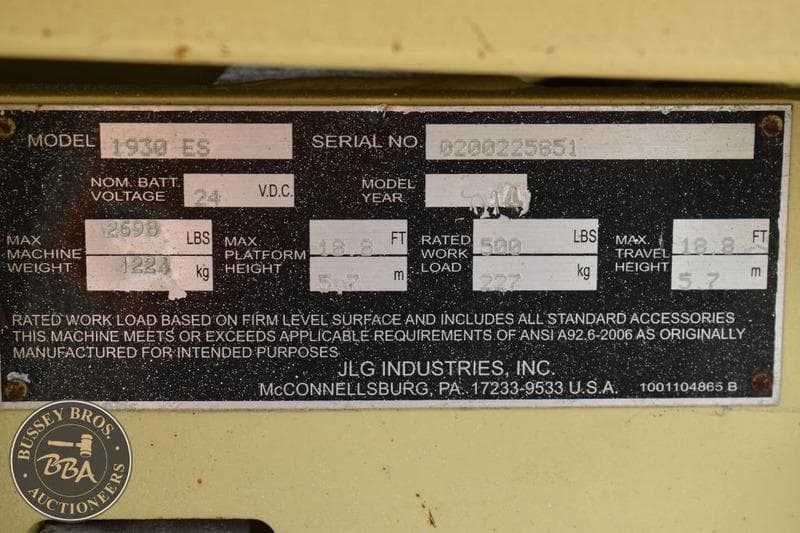 MODEL 1930 ES SERIAL NO 0200225851
NOM. BATT. VOLTAGE 24 V.D.C. MODEL YEAR
MAX MACHINE WEIGHT 2698 LBS 1224 kg MAX PLATFORM HEIGHT 18.8 FT 5.7 m RATED WORK LOAD 500 LBS 227 kg MAX TRAVEL HEIGHT 18.8 FT 5.7 m
RATED WORK LOAD BASED ON FIRM LEVEL SURFACE AND INCLUDES ALL STANDARD ACCESSORIES
THIS MACHINE MEETS OR EXCEEDS APPLICABLE REQUIREMENTS OF ANSI A92.6-2006 AS ORIGINALLY
MANUFACTURED FOR INTENDED PURPOSES
JLG INDUSTRIES, INC.
McCONNELLSBURG, PA. 17233-9533 U.S.A. 1001104865 B
BUSSEY BROS.
BBA
AUCTIONEERS